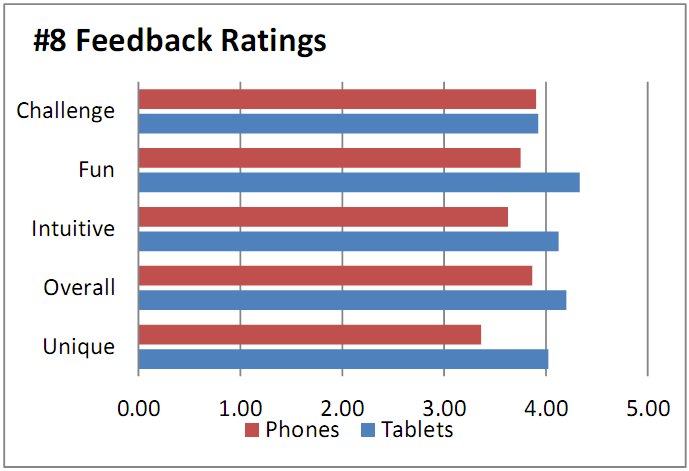 #8 Feedback Ratings
Challenge
Fun
Intuitive
Overall
Unique
0.00 1.00 2.00 3.00 4.00 5.00
Phones Tablets